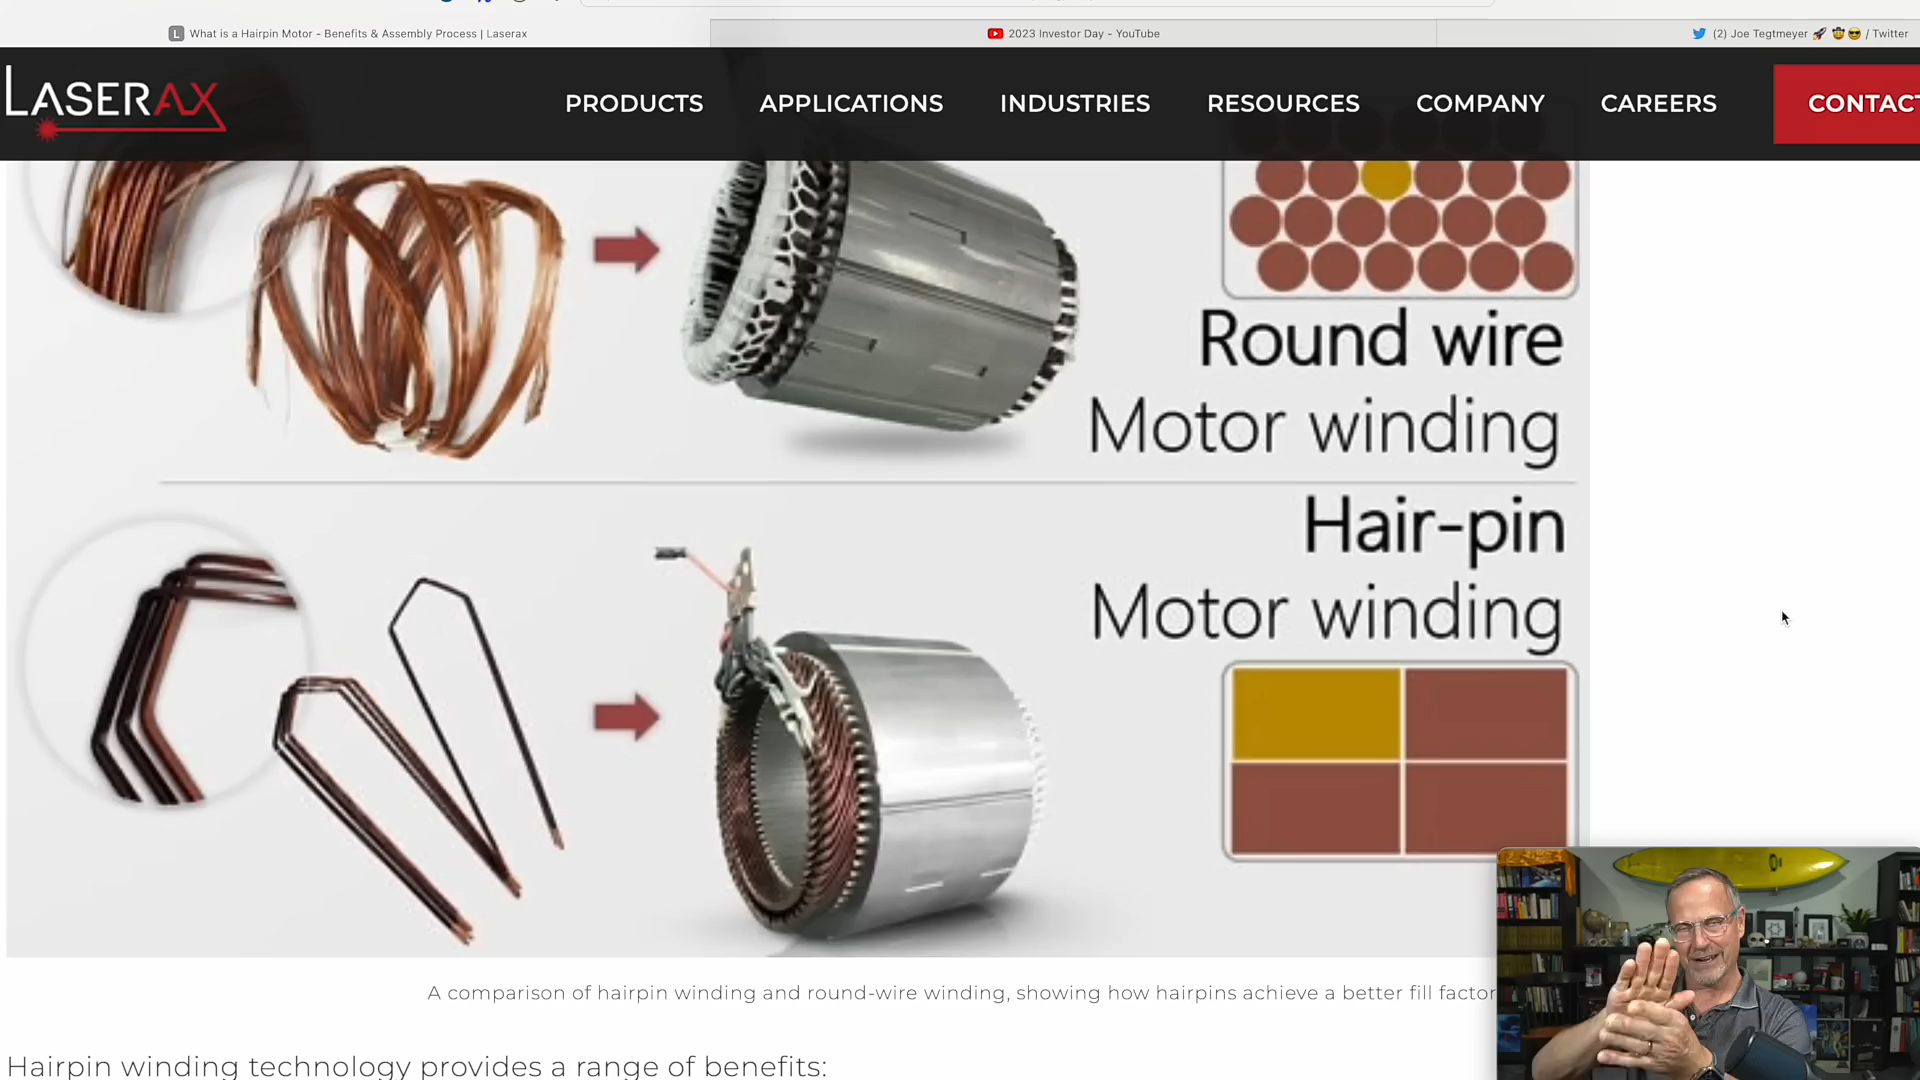 What is a Hairpin Motor - Benefits & Assembly Process | Laserax
2023 Investor Day - YouTube
(2) Joe Tegtmeyer 🚀 🤠 😎 / Twitter
LASERAX
PRODUCTS
APPLICATIONS
INDUSTRIES
RESOURCES
COMPANY
CAREERS
CONTACT
Round wire
Motor winding
Hair-pin
Motor winding
A comparison of hairpin winding and round-wire winding, showing how hairpins achieve a better fill factor
Hairpin winding technology provides a range of benefits: